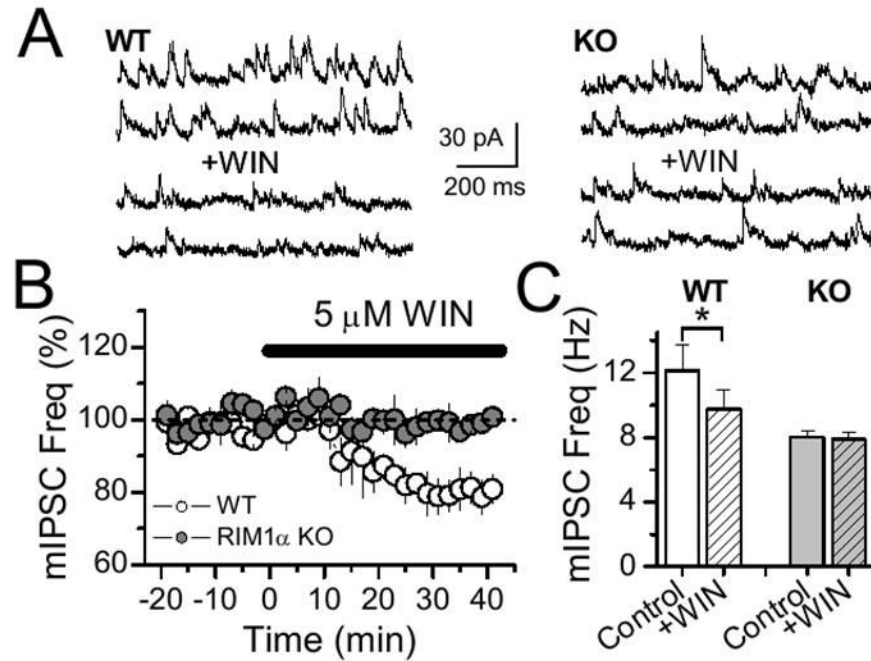 A
WT
KO
+WIN
30 pA
200 ms
+WIN
B
5 μM WIN
mIPSC Freq (%)
120
100
80
60
WT
RIM1α KO
-20 -10 0 10 20 30 40
Time (min)
C
WT KO
*
mIPSC Freq (Hz)
12
8
4
0
Control
+WIN
Control
+WIN